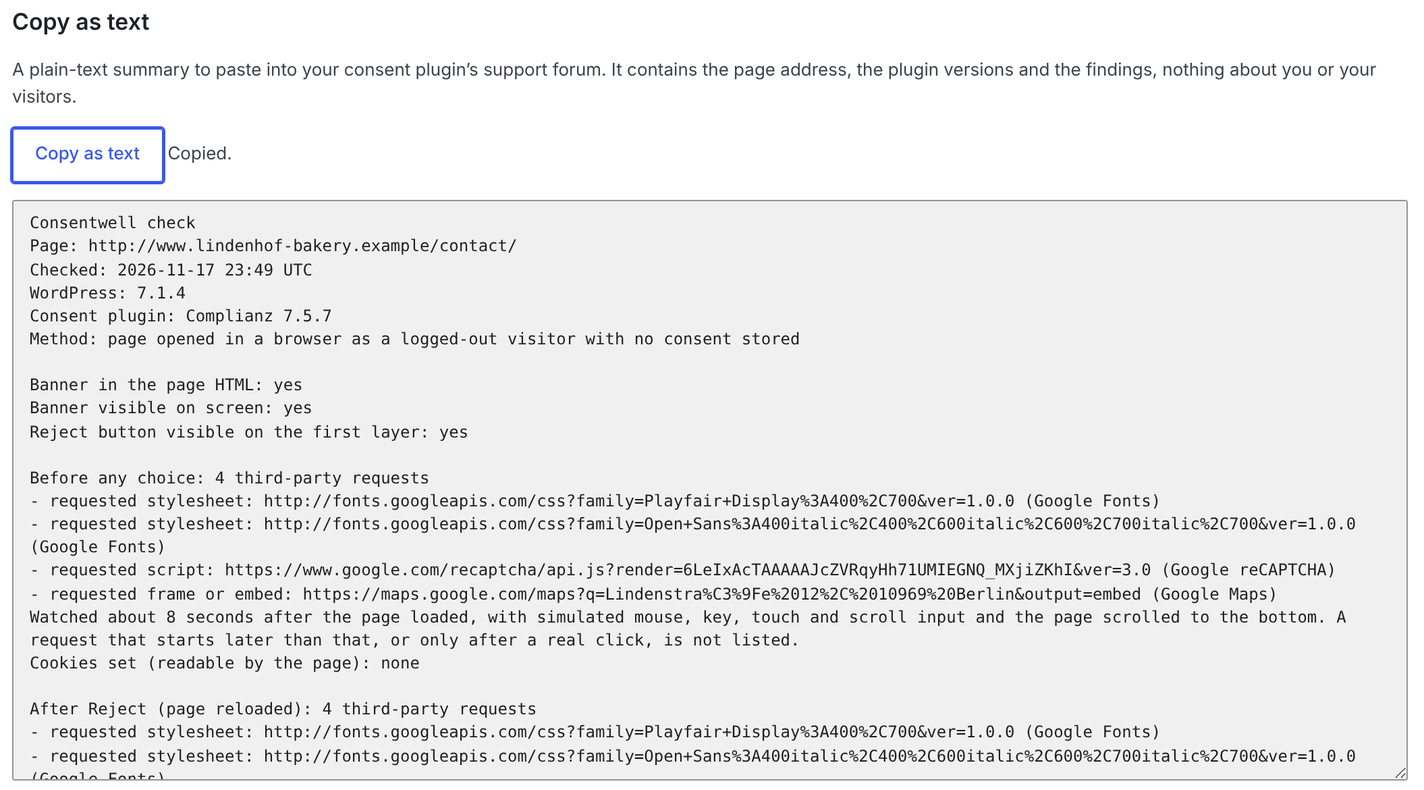 Copy as text
A plain-text summary to paste into your consent plugin’s support forum. It contains the page address, the plugin versions and the findings, nothing about you or your
visitors.
Copy as text Copied.
Consentwell check
Page: http://www.lindenhof-bakery.example/contact/
Checked: 2026-11-17 23:49 UTC
WordPress: 7.1.4
Consent plugin: Complianz 7.5.7
Method: page opened in a browser as a logged-out visitor with no consent stored
Banner in the page HTML: yes
Banner visible on screen: yes
Reject button visible on the first layer: yes
Before any choice: 4 third-party requests
- requested stylesheet: http://fonts.googleapis.com/css?family=Playfair+Display%3A400%2C700&ver=1.0.0 (Google Fonts)
- requested stylesheet: http://fonts.googleapis.com/css?family=Open+Sans%3A400italic%2C400%2C600italic%2C600%2C700italic%2C700&ver=1.0.0
(Google Fonts)
- requested script: https://www.google.com/recaptcha/api.js?render=6LeIxAcTAAAAAJcZVRqyHh71UMIEGNQ_MXjiZKhI&ver=3.0 (Google reCAPTCHA)
- requested frame or embed: https://maps.google.com/maps?q=Lindenstra%C3%9Fe%2012%2C%2010969%20Berlin&output=embed (Google Maps)
Watched about 8 seconds after the page loaded, with simulated mouse, key, touch and scroll input and the page scrolled to the bottom. A
request that starts later than that, or only after a real click, is not listed.
Cookies set (readable by the page): none
After Reject (page reloaded): 4 third-party requests
- requested stylesheet: http://fonts.googleapis.com/css?family=Playfair+Display%3A400%2C700&ver=1.0.0 (Google Fonts)
- requested stylesheet: http://fonts.googleapis.com/css?family=Open+Sans%3A400italic%2C400%2C600italic%2C600%2C700italic%2C700&ver=1.0.0
(Google Fonts)